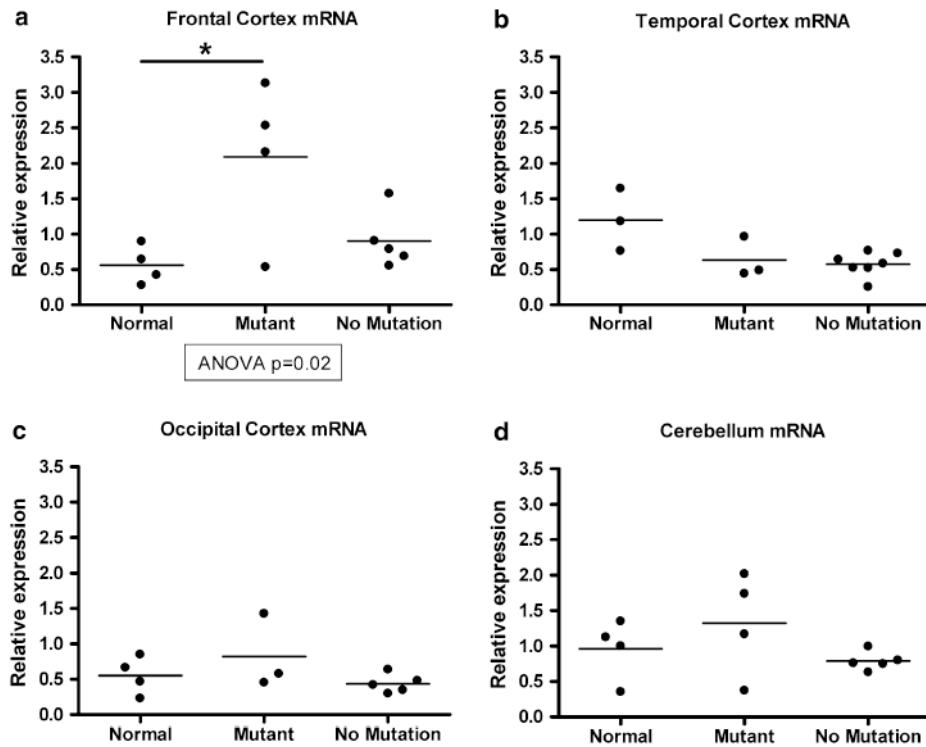 a
Frontal Cortex mRNA
*
Relative expression
3.5
3.0
2.5
2.0
1.5
1.0
0.5
0.0
Normal
Mutant
No Mutation
ANOVA p=0.02
b
Temporal Cortex mRNA
Relative expression
3.5
3.0
2.5
2.0
1.5
1.0
0.5
0.0
Normal
Mutant
No Mutation
c
Occipital Cortex mRNA
Relative expression
3.5
3.0
2.5
2.0
1.5
1.0
0.5
0.0
Normal
Mutant
No Mutation
d
Cerebellum mRNA
Relative expression
3.5
3.0
2.5
2.0
1.5
1.0
0.5
0.0
Normal
Mutant
No Mutation